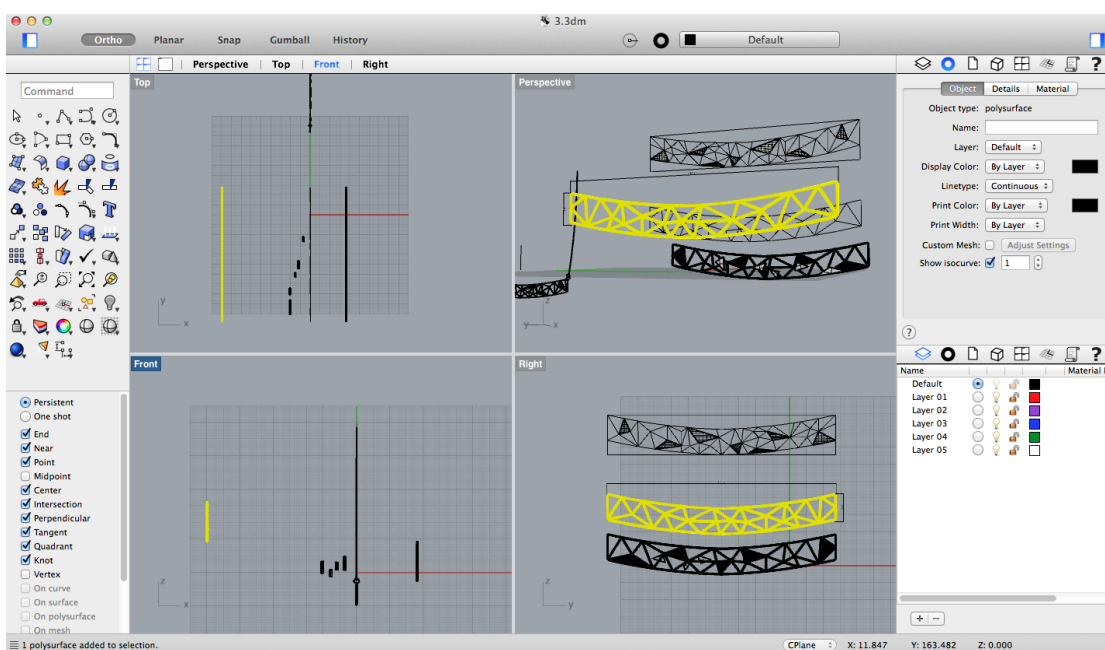 3.3dm
Ortho Planar Snap Gumball History Default
Perspective Top Front Right
Command
Top
Perspective
y
x
z
y x
Front
Right
z
x
z
y
Persistent
One shot
End
Near
Point
Midpoint
Center
Intersection
Perpendicular
Tangent
Quadrant
Knot
Vertex
On curve
On surface
On polysurface
On mesh
Object Details Material
Object type: polysurface
Name:
Layer: Default
Display Color: By Layer
Linetype: Continuous
Print Color: By Layer
Print Width: By Layer
Custom Mesh: Adjust Settings
Show isocurve: 1
?
Name Material
Default
Layer 01
Layer 02
Layer 03
Layer 04
Layer 05
1 polysurface added to selection. CPlane X: 11.847 Y: 163.482 Z: 0.000